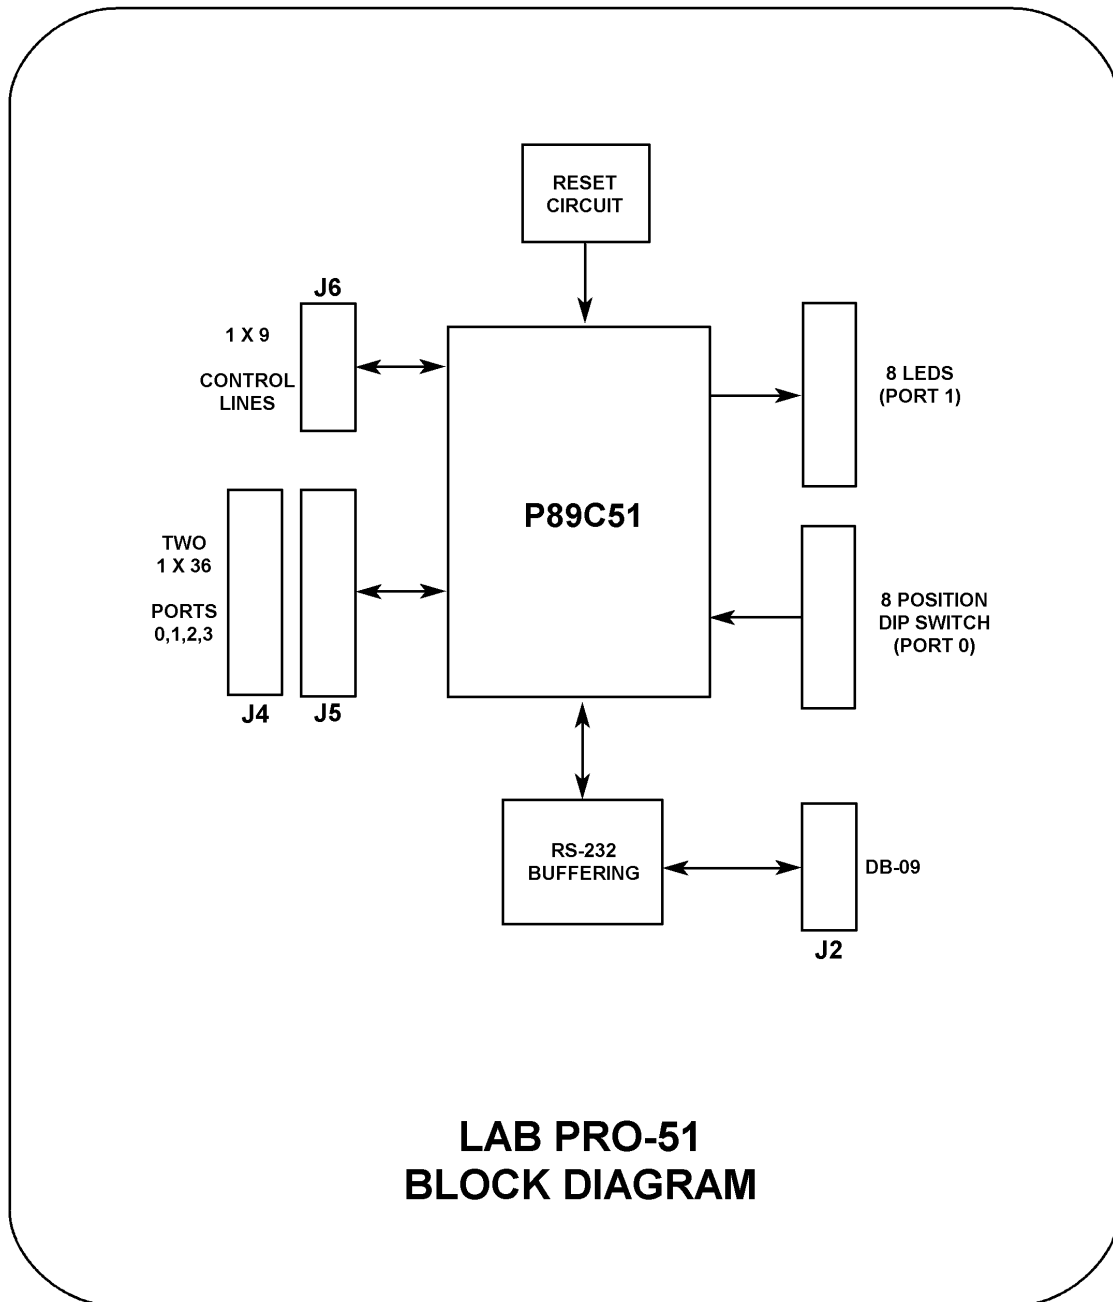 RESET
CIRCUIT
J6
1 X 9
CONTROL
LINES
8 LEDS
(PORT 1)
P89C51
TWO
1 X 36
PORTS
0,1,2,3
J4
J5
8 POSITION
DIP SWITCH
(PORT 0)
RS-232
BUFFERING
DB-09
J2
LAB PRO-51
BLOCK DIAGRAM